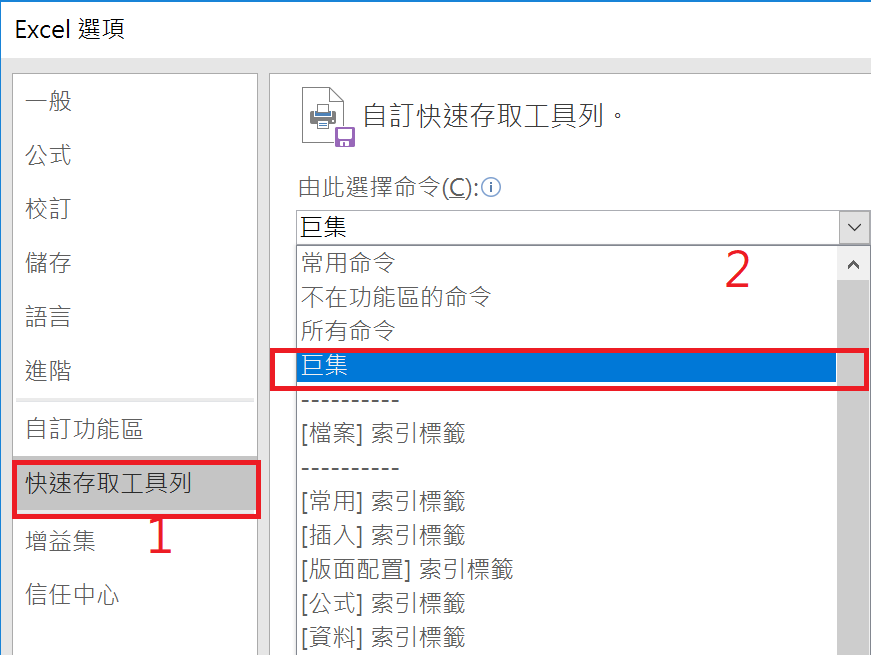 Excel 選項
一般
公式
校訂
儲存
語言
進階
自訂功能區
快速存取工具列
1
增益集
信任中心
自訂快速存取工具列。
由此選擇命令(C):
巨集
2
常用命令
不在功能區的命令
所有命令
巨集
----------
[檔案] 索引標籤
----------
[常用] 索引標籤
[插入] 索引標籤
[版面配置] 索引標籤
[公式] 索引標籤
[資料] 索引標籤